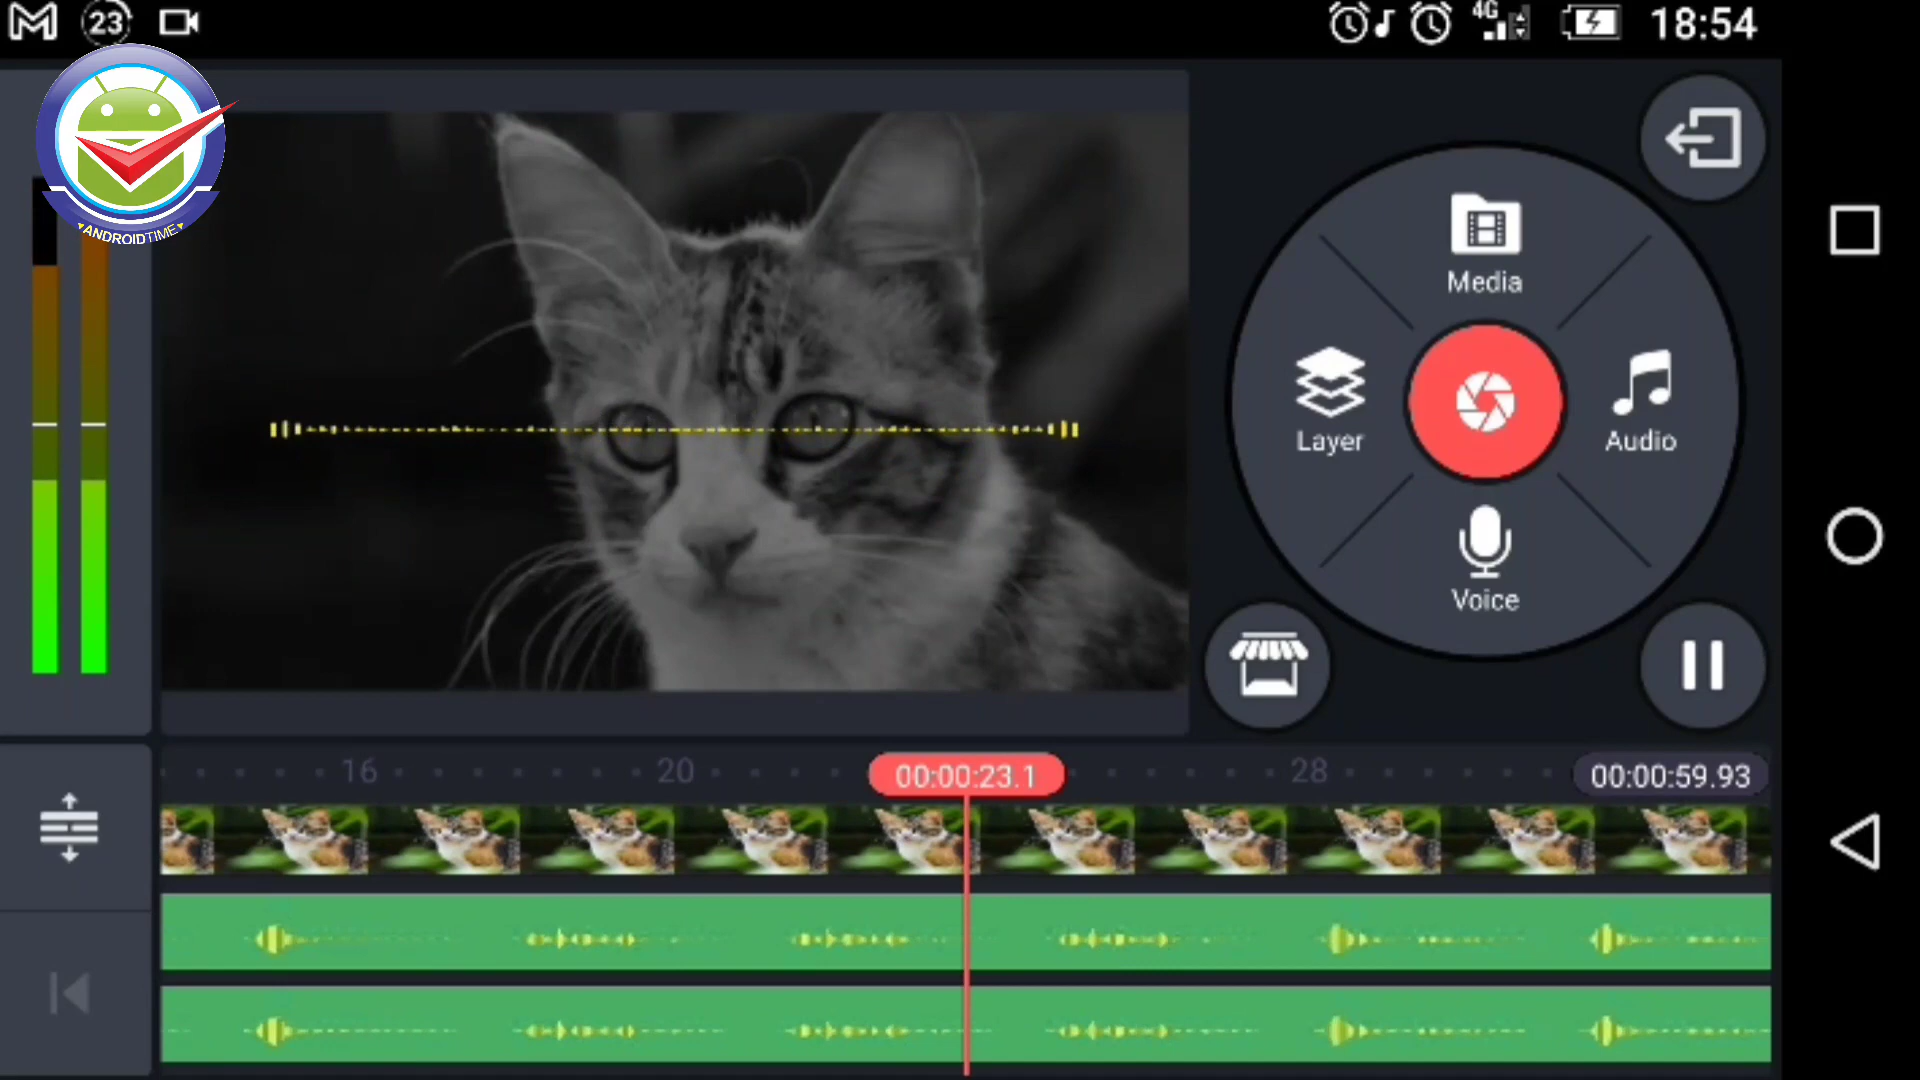 23
4G
18:54
ANDROIDTIME
Media
Layer
Audio
Voice
16
20
00:00:23.1
28
00:00:59.93